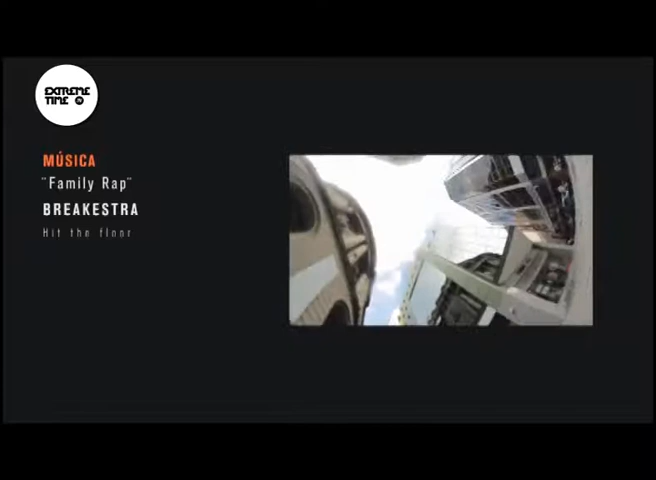 EXTREME
TIME
MÚSICA
"Family Rap"
BREAKESTRA
Hit the floor